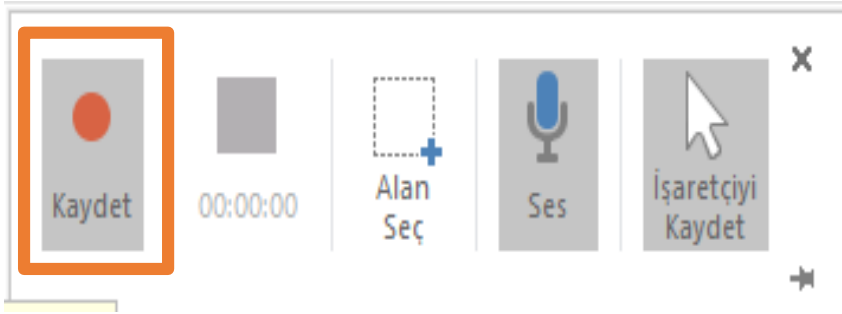 Kaydet
00:00:00
Alan
Seç
Ses
İşaretçiyi
Kaydet